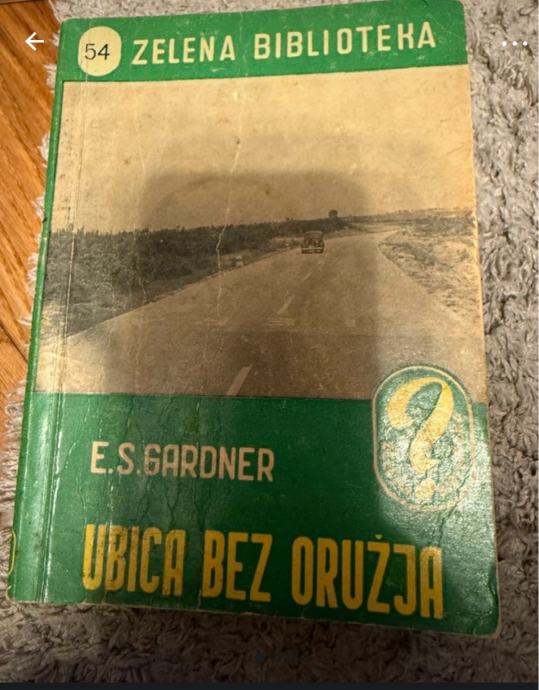 54
ZELENA BIBLIOTEKA
E.S.GARDNER
UBICA BEZ ORUŽJA